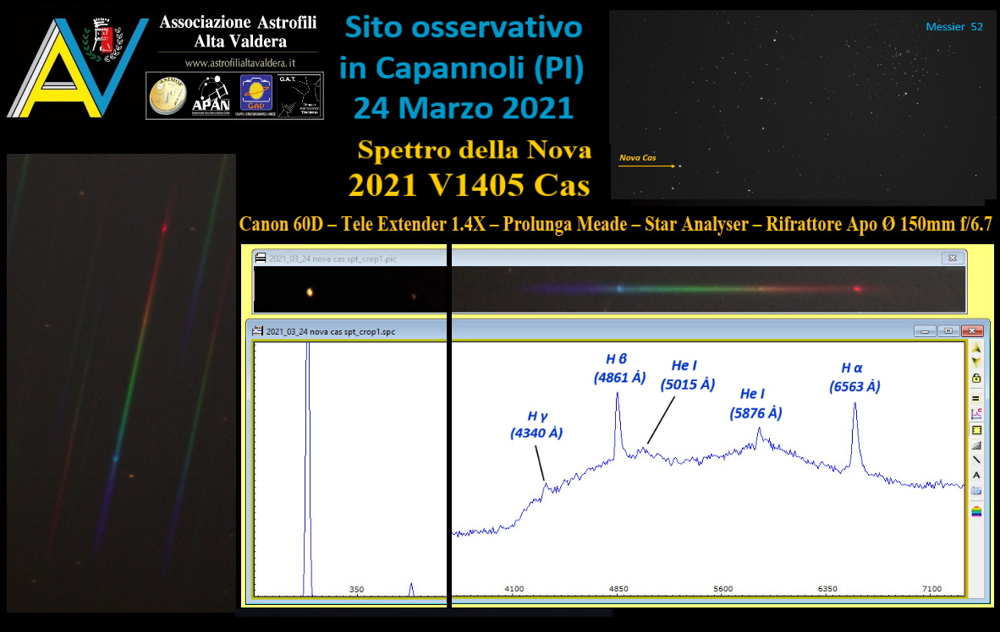 Associazione Astrofili
Alta Valdera
www.astrofilialtavaldera.it
APAN
GAV
G.A.T.
Sito osservativo
in Capannoli (PI)
24 Marzo 2021
Spettro della Nova
2021 V1405 Cas
Messier 52
Nova Cas
Canon 60D – Tele Extender 1.4X – Prolunga Meade – Star Analyser – Rifrattore Apo Ø 150mm f/6.7
2021_03_24 nova cas spt_crop1.pic
2021_03_24 nova cas spt_crop1.spc
H γ
(4340 Å)
H β
(4861 Å)
He I
(5015 Å)
He I
(5876 Å)
H α
(6563 Å)
A
350
4100
4850
5600
6350
7100